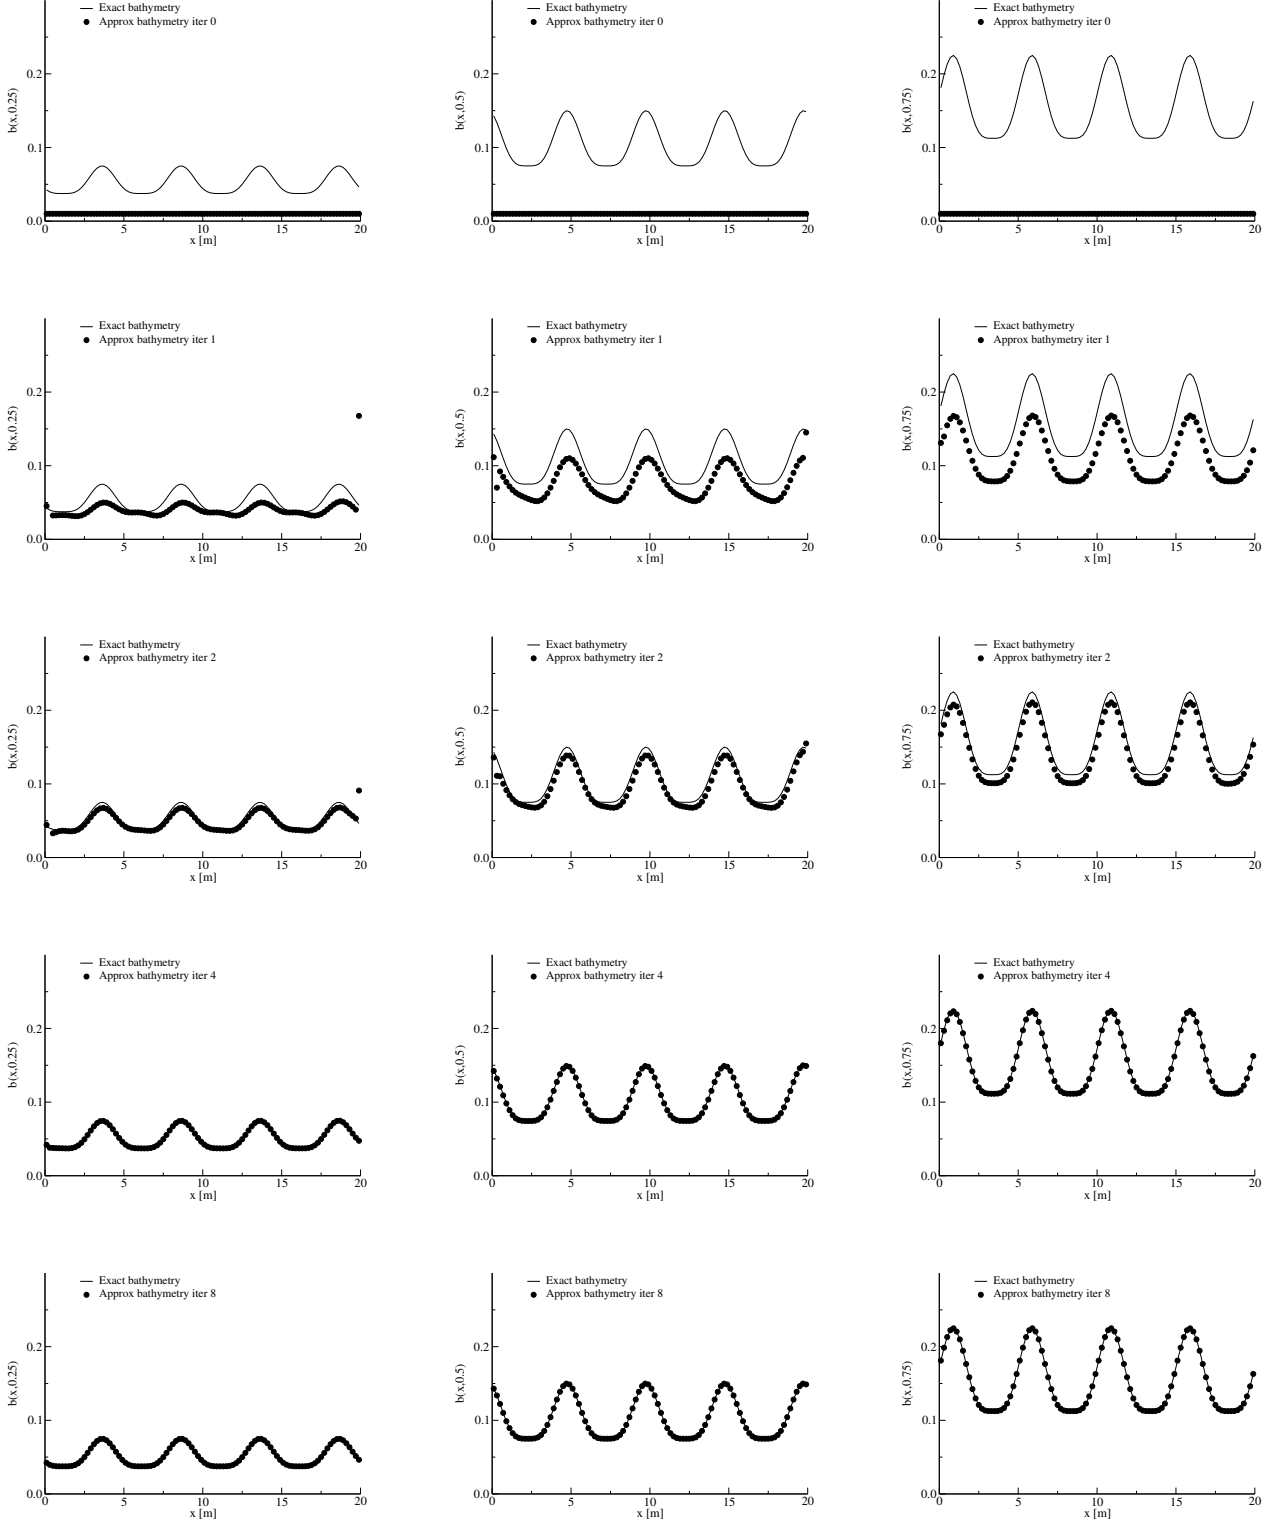 Exact bathymetry
Approx bathymetry iter 0
0.2
0.1
0.0
b(x,0.25)
0 5 10 15 20
x [m]
Exact bathymetry
Approx bathymetry iter 0
0.2
0.1
0.0
b(x,0.5)
0 5 10 15 20
x [m]
Exact bathymetry
Approx bathymetry iter 0
0.2
0.1
0.0
b(x,0.75)
0 5 10 15 20
x [m]
Exact bathymetry
Approx bathymetry iter 1
0.2
0.1
0.0
b(x,0.25)
0 5 10 15 20
x [m]
Exact bathymetry
Approx bathymetry iter 1
0.2
0.1
0.0
b(x,0.5)
0 5 10 15 20
x [m]
Exact bathymetry
Approx bathymetry iter 1
0.2
0.1
0.0
b(x,0.75)
0 5 10 15 20
x [m]
Exact bathymetry
Approx bathymetry iter 2
0.2
0.1
0.0
b(x,0.25)
0 5 10 15 20
x [m]
Exact bathymetry
Approx bathymetry iter 2
0.2
0.1
0.0
b(x,0.5)
0 5 10 15 20
x [m]
Exact bathymetry
Approx bathymetry iter 2
0.2
0.1
0.0
b(x,0.75)
0 5 10 15 20
x [m]
Exact bathymetry
Approx bathymetry iter 4
0.2
0.1
0.0
b(x,0.25)
0 5 10 15 20
x [m]
Exact bathymetry
Approx bathymetry iter 4
0.2
0.1
0.0
b(x,0.5)
0 5 10 15 20
x [m]
Exact bathymetry
Approx bathymetry iter 4
0.2
0.1
0.0
b(x,0.75)
0 5 10 15 20
x [m]
Exact bathymetry
Approx bathymetry iter 8
0.2
0.1
0.0
b(x,0.25)
0 5 10 15 20
x [m]
Exact bathymetry
Approx bathymetry iter 8
0.2
0.1
0.0
b(x,0.5)
0 5 10 15 20
x [m]
Exact bathymetry
Approx bathymetry iter 8
0.2
0.1
0.0
b(x,0.75)
0 5 10 15 20
x [m]